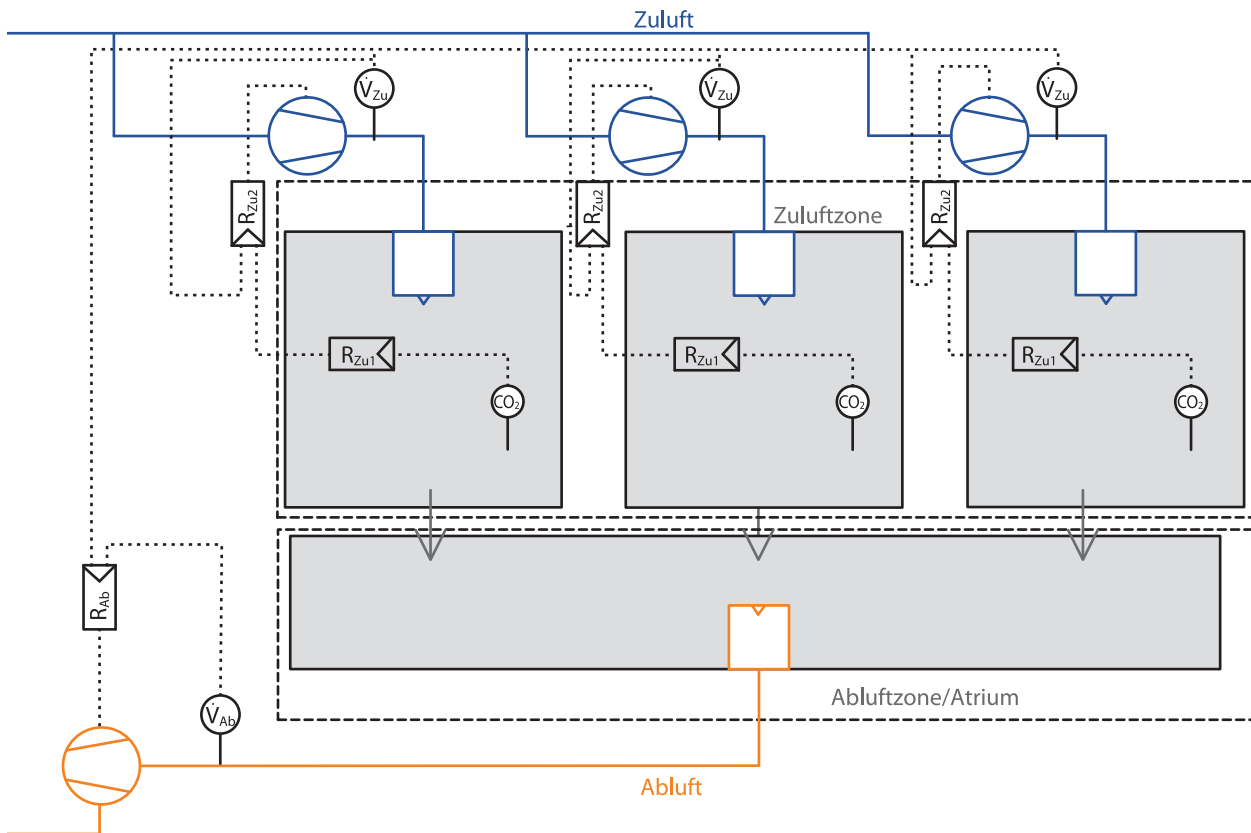 Zuluft
V̇Zu
V̇Zu
V̇Zu
RZu2
RZu2
RZu2
Zuluftzone
RZu1
RZu1
RZu1
CO₂
CO₂
CO₂
RAb
V̇Ab
Abluftzone/Atrium
Abluft